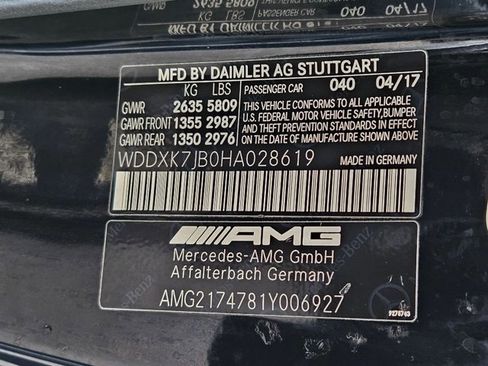 MFD BY DAIMLER AG STUTTGART
KG LBS PASSENGER CAR 040 04/17
GVWR 2635 5809 THIS VEHICLE CONFORMS TO ALL APPLICABLE
GAWR FRONT 1355 2987 U.S. FEDERAL MOTOR VEHICLE SAFETY,BUMPER
GAWR REAR 1350 2976 AND THEFT PREVENTION STANDARDS IN EFFECT
ON THE DATE OF MANUFACTURE SHOWN ABOVE.
WDDXK7JB0HA028619 MADE IN GERMANY
AMG
Mercedes-AMG GmbH
Affalterbach Germany
AMG2174781Y006927